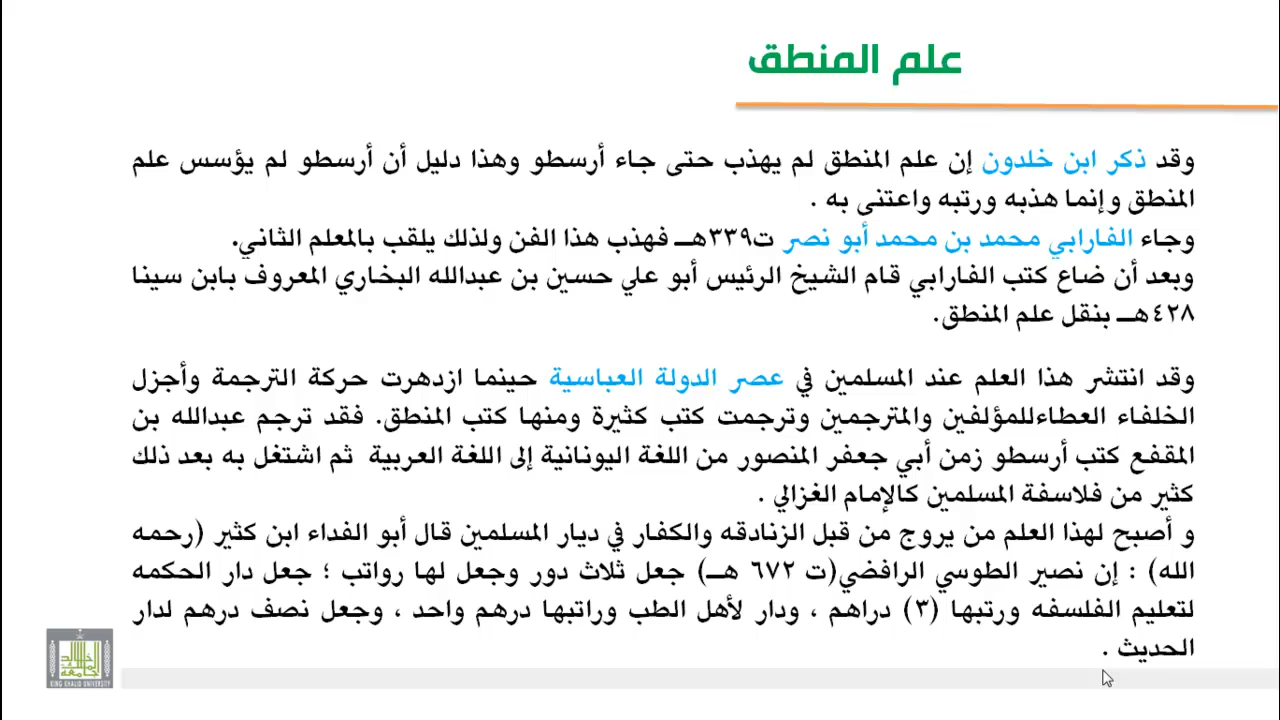 علم المنطق
وقد ذكر ابن خلدون إن علم المنطق لم يهذب حتى جاء أرسطو وهذا دليل أن أرسطو لم يؤسس علم
المنطق وإنما هذبه ورتبه واعتنى به .
وجاء الفارابي محمد بن محمد أبو نصر ت٣٣٩هـ فهذب هذا الفن ولذلك يلقب بالمعلم الثاني.
وبعد أن ضاع كتب الفارابي قام الشيخ الرئيس أبو علي حسين بن عبدالله البخاري المعروف بابن سينا
٤٢٨هـ بنقل علم المنطق.
وقد انتشر هذا العلم عند المسلمين في عصر الدولة العباسية حينما ازدهرت حركة الترجمة وأجزل
الخلفاء العطاءللمؤلفين والمترجمين وترجمت كتب كثيرة ومنها كتب المنطق. فقد ترجم عبدالله بن
المقفع كتب أرسطو زمن أبي جعفر المنصور من اللغة اليونانية إلى اللغة العربية ثم اشتغل به بعد ذلك
كثير من فلاسفة المسلمين كالإمام الغزالي .
و أصبح لهذا العلم من يروج من قبل الزنادقه والكفار في ديار المسلمين قال أبو الفداء ابن كثير (رحمه
الله) : إن نصير الطوسي الرافضي(ت ٦٧٢ هـ) جعل ثلاث دور وجعل لها رواتب ؛ جعل دار الحكمه
لتعليم الفلسفه ورتبها (٣) دراهم ، ودار لأهل الطب وراتبها درهم واحد ، وجعل نصف درهم لدار
الحديث .
KING KHALID UNIVERSITY